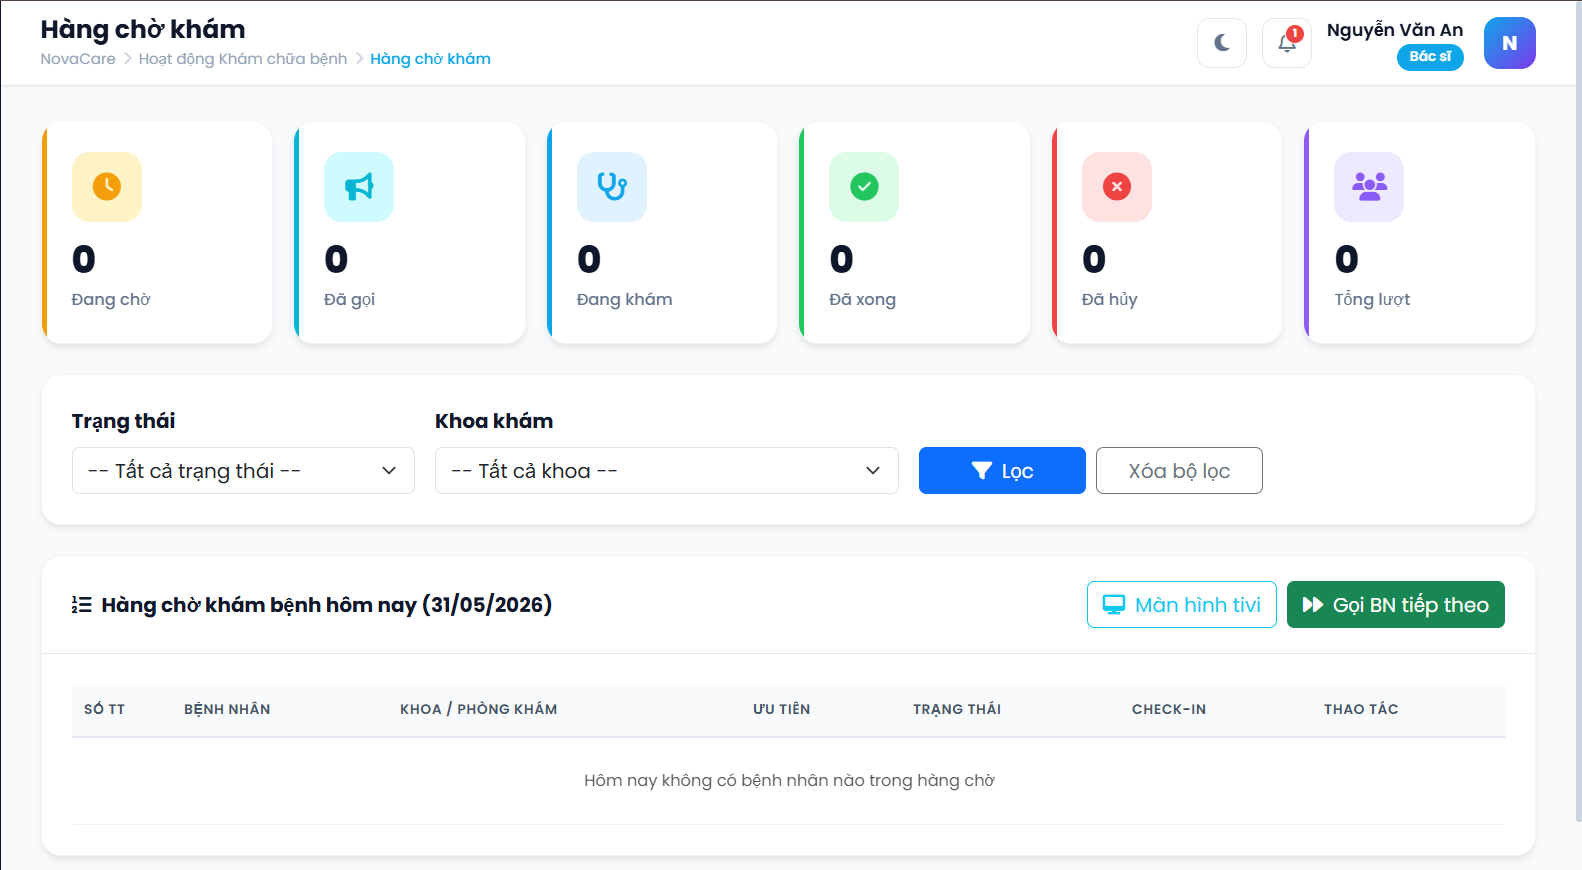 Hàng chờ khám
NovaCare > Hoạt động Khám chữa bệnh > Hàng chờ khám
1
Nguyễn Văn An
Bác sĩ
N
0
Đang chờ
0
Đã gọi
0
Đang khám
0
Đã xong
0
Đã hủy
0
Tổng lượt
Trạng thái
-- Tất cả trạng thái --
Khoa khám
-- Tất cả khoa --
Lọc
Xóa bộ lọc
Hàng chờ khám bệnh hôm nay (31/05/2026)
Màn hình tivi
Gọi BN tiếp theo
SỐ TT BỆNH NHÂN KHOA / PHÒNG KHÁM ƯU TIÊN TRẠNG THÁI CHECK-IN THAO TÁC
Hôm nay không có bệnh nhân nào trong hàng chờ